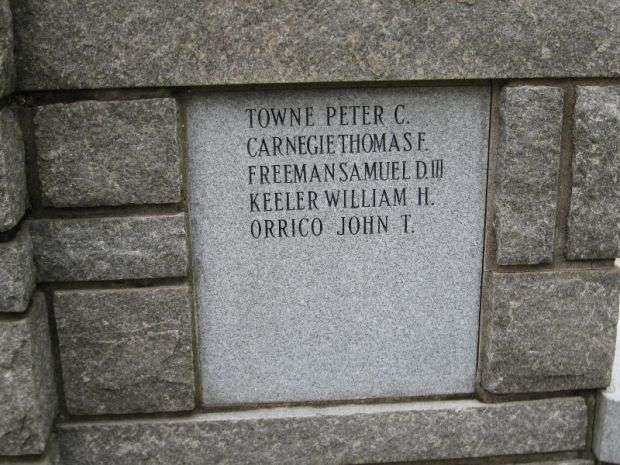 TOWNE PETER C.
CARNEGIE THOMAS F.
FREEMAN SAMUEL D. III
KEELER WILLIAM H.
ORRICO JOHN T.